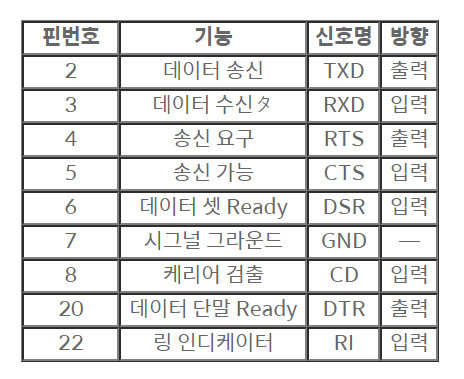 핀번호 기능 신호명 방향
2 데이터 송신 TXD 출력
3 데이터 수신タ RXD 입력
4 송신 요구 RTS 출력
5 송신 가능 CTS 입력
6 데이터 셋 Ready DSR 입력
7 시그널 그라운드 GND —
8 케리어 검출 CD 입력
20 데이터 단말 Ready DTR 출력
22 링 인디케이터 RI 입력